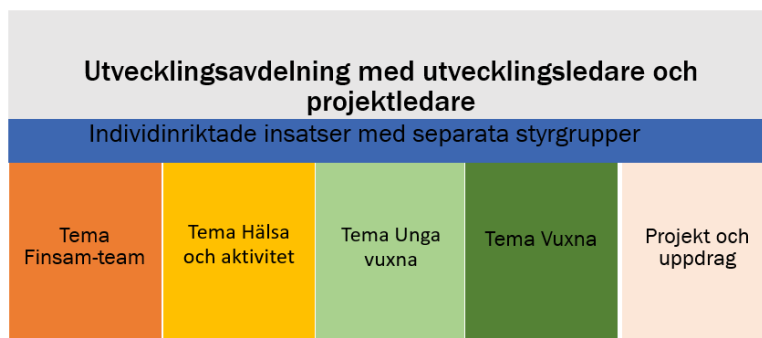 Utvecklingsavdelning med utvecklingsledare och
projektledare
Individinriktade insatser med separata styrgrupper
Tema
Finsam-team
Tema Hälsa
och aktivitet
Tema Unga
vuxna
Tema Vuxna
Projekt och
uppdrag